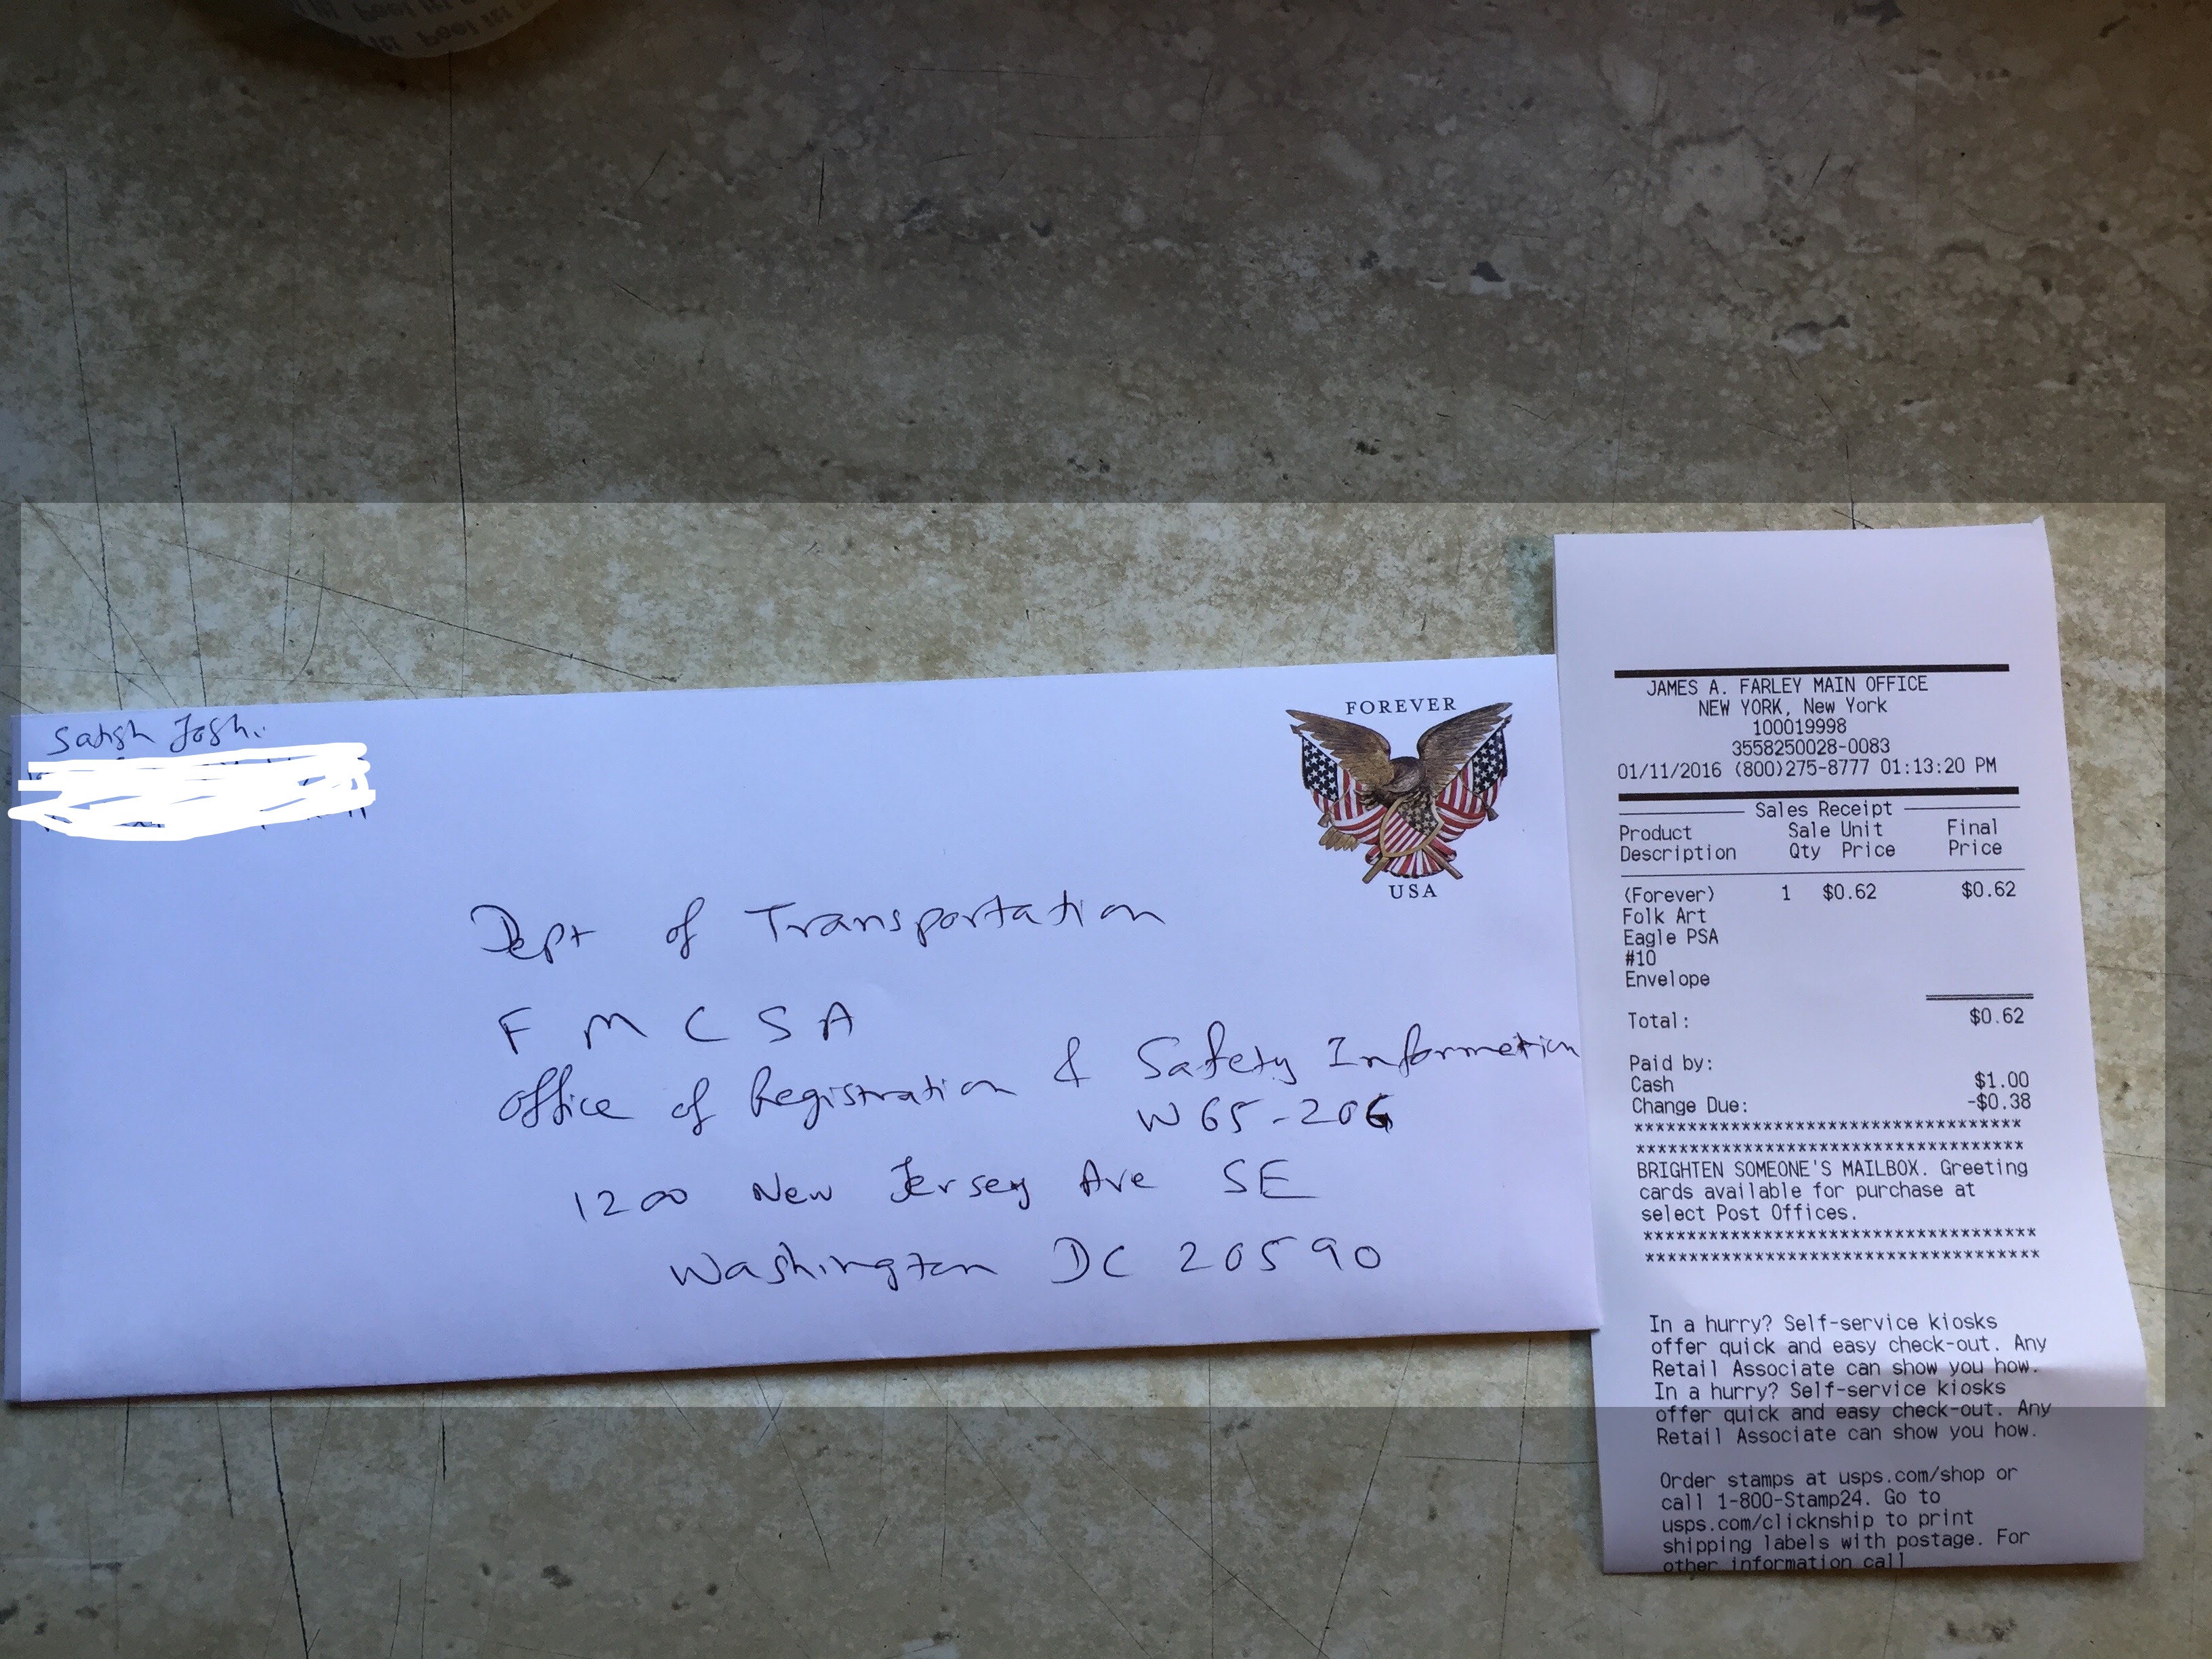 Satish Joshi
FOREVER
USA
Dept of Transportation
F M C S A
Office of Registration & Safety Information
W65-206
1200 New Jersey Ave SE
Washington DC 20590
JAMES A. FARLEY MAIN OFFICE
NEW YORK, New York
100019998
3558250028-0083
01/11/2016 (800)275-8777 01:13:20 PM
Sales Receipt
Product Sale Unit Final
Description Qty Price Price
(Forever) 1 $0.62 $0.62
Folk Art
Eagle PSA
#10
Envelope
Total: $0.62
Paid by:
Cash $1.00
Change Due: -$0.38
************************************
************************************
BRIGHTEN SOMEONE'S MAILBOX. Greeting
cards available for purchase at
select Post Offices.
************************************
************************************
In a hurry? Self-service kiosks
offer quick and easy check-out. Any
Retail Associate can show you how.
In a hurry? Self-service kiosks
offer quick and easy check-out. Any
Retail Associate can show you how.
Order stamps at usps.com/shop or
call 1-800-Stamp24. Go to
usps.com/clicknship to print
shipping labels with postage. For
other information call